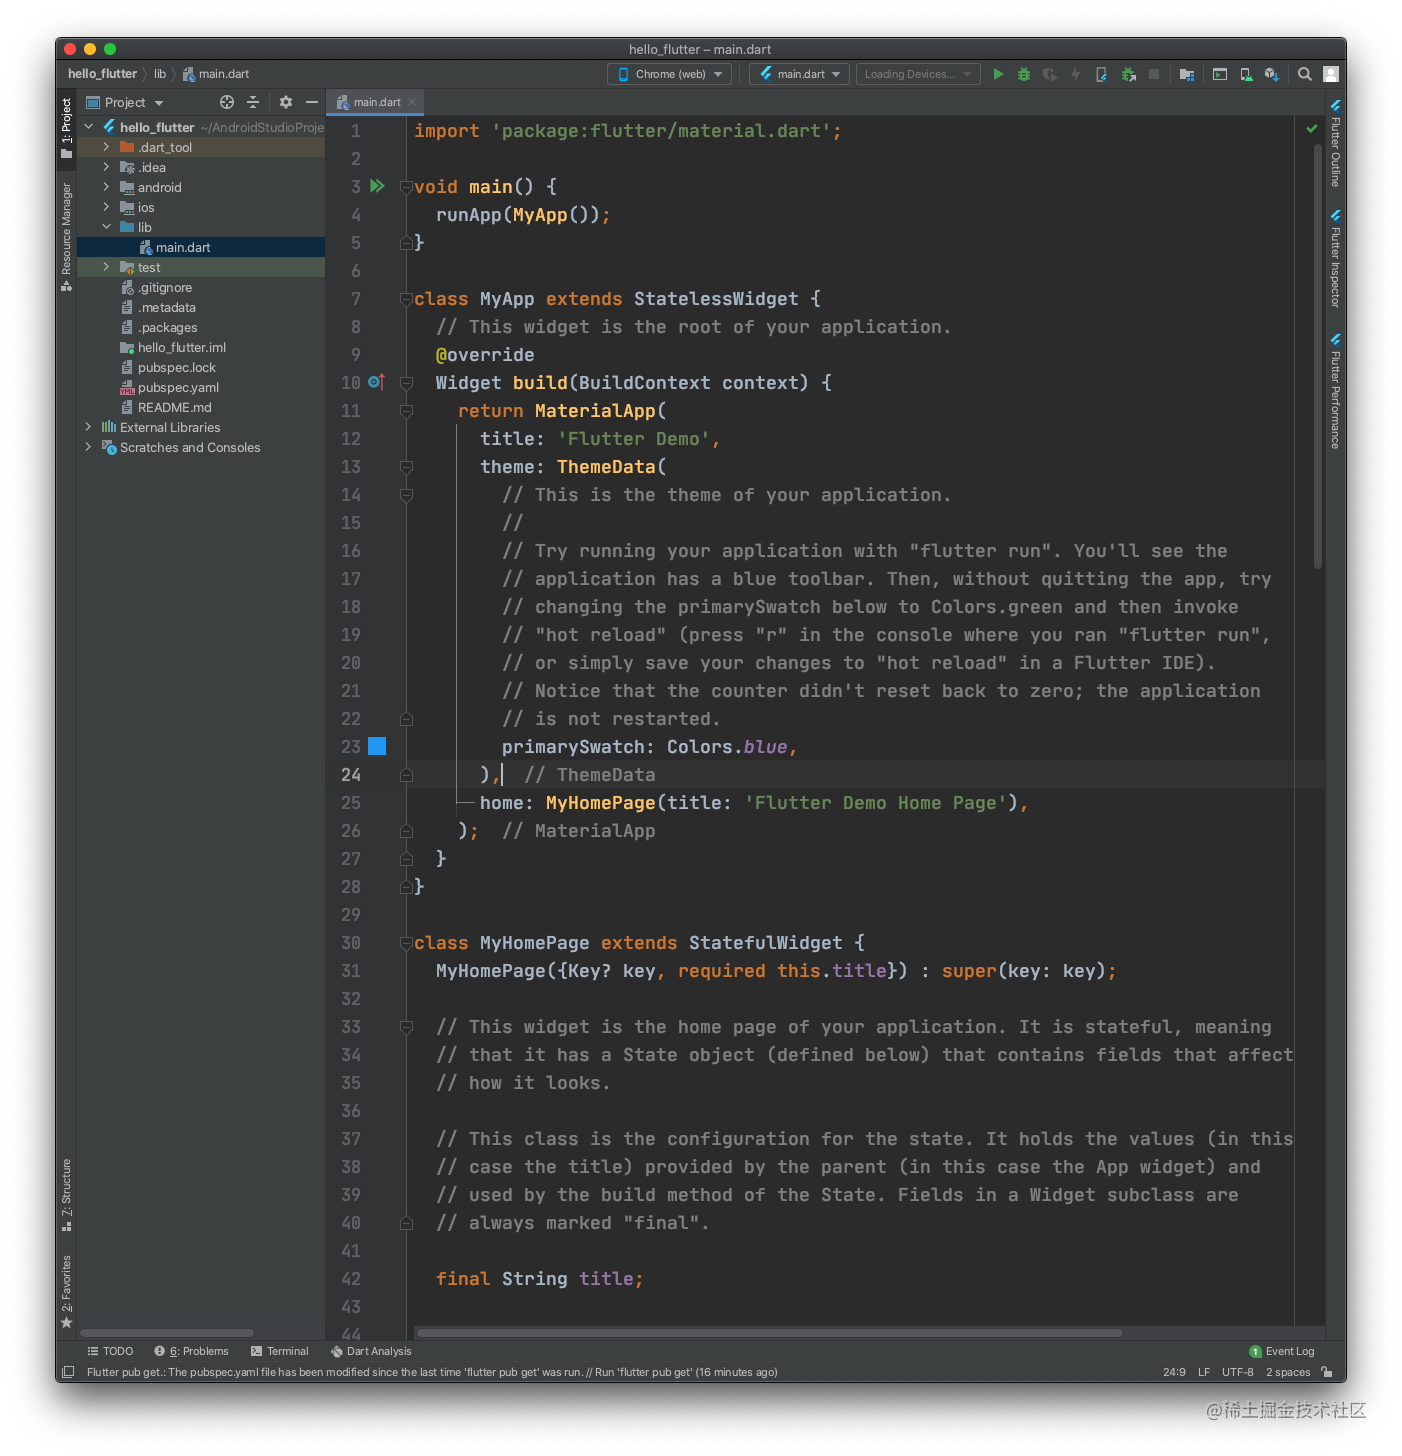 hello_flutter – main.dart
hello_flutter lib main.dart Chrome (web) main.dart Loading Devices...
1: Project
Resource Manager
7: Structure
2: Favorites
Project
hello_flutter ~/AndroidStudioProje
.dart_tool
.idea
android
ios
lib
main.dart
test
.gitignore
.metadata
.packages
hello_flutter.iml
pubspec.lock
pubspec.yaml
README.md
External Libraries
Scratches and Consoles
main.dart
1 import 'package:flutter/material.dart';
2
3 void main() {
4 runApp(MyApp());
5 }
6
7 class MyApp extends StatelessWidget {
8 // This widget is the root of your application.
9 @override
10 Widget build(BuildContext context) {
11 return MaterialApp(
12 title: 'Flutter Demo',
13 theme: ThemeData(
14 // This is the theme of your application.
15 //
16 // Try running your application with "flutter run". You'll see the
17 // application has a blue toolbar. Then, without quitting the app, try
18 // changing the primarySwatch below to Colors.green and then invoke
19 // "hot reload" (press "r" in the console where you ran "flutter run",
20 // or simply save your changes to "hot reload" in a Flutter IDE).
21 // Notice that the counter didn't reset back to zero; the application
22 // is not restarted.
23 primarySwatch: Colors.blue,
24 ), // ThemeData
25 home: MyHomePage(title: 'Flutter Demo Home Page'),
26 ); // MaterialApp
27 }
28 }
29
30 class MyHomePage extends StatefulWidget {
31 MyHomePage({Key? key, required this.title}) : super(key: key);
32
33 // This widget is the home page of your application. It is stateful, meaning
34 // that it has a State object (defined below) that contains fields that affect
35 // how it looks.
36
37 // This class is the configuration for the state. It holds the values (in this
38 // case the title) provided by the parent (in this case the App widget) and
39 // used by the build method of the State. Fields in a Widget subclass are
40 // always marked "final".
41
42 final String title;
43
44
Flutter Outline
Flutter Inspector
Flutter Performance
TODO 6: Problems Terminal Dart Analysis 1 Event Log
Flutter pub get.: The pubspec.yaml file has been modified since the last time 'flutter pub get' was run. // Run 'flutter pub get' (16 minutes ago) 24:9 LF UTF-8 2 spaces
@稀土掘金技术社区